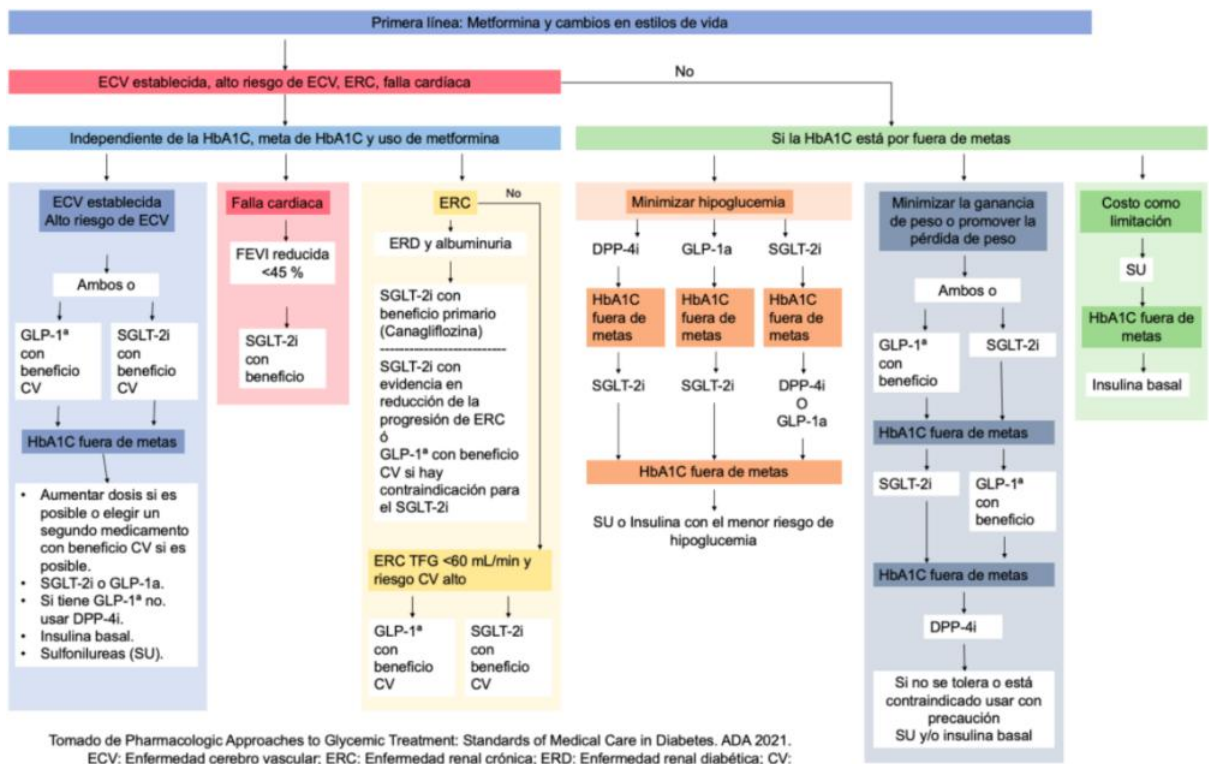 Primera línea: Metformina y cambios en estilos de vida
ECV establecida, alto riesgo de ECV, ERC, falla cardíaca
No
Independiente de la HbA1C, meta de HbA1C y uso de metformina
Si la HbA1C está por fuera de metas
ECV establecida
Alto riesgo de ECV
Ambos o
GLP-1ª
con
beneficio
CV
SGLT-2i
con
beneficio
CV
HbA1C fuera de metas
• Aumentar dosis si es
posible o elegir un
segundo medicamento
con beneficio CV si es
posible.
• SGLT-2i o GLP-1a.
• Si tiene GLP-1ª no.
usar DPP-4i.
• Insulina basal.
• Sulfonilureas (SU).
Falla cardiaca
FEVI reducida
<45 %
SGLT-2i
con
beneficio
ERC
No
ERD y albuminuria
SGLT-2i con
beneficio primario
(Canagliflozina)
---------------------------
SGLT-2i con
evidencia en
reducción de la
progresión de ERC
ó
GLP-1ª con beneficio
CV si hay
contraindicación para
el SGLT-2i
ERC TFG <60 mL/min y
riesgo CV alto
GLP-1ª
con
beneficio
CV
SGLT-2i
con
beneficio
CV
Minimizar hipoglucemia
DPP-4i
GLP-1a
SGLT-2i
HbA1C
fuera de
metas
HbA1C
fuera de
metas
HbA1C
fuera de
metas
SGLT-2i
SGLT-2i
DPP-4i
O
GLP-1a
HbA1C fuera de metas
SU o Insulina con el menor riesgo de
hipoglucemia
Minimizar la ganancia
de peso o promover la
pérdida de peso
Ambos o
GLP-1ª
con
beneficio
SGLT-2i
HbA1C fuera de metas
SGLT-2i
GLP-1ª
con
beneficio
HbA1C fuera de metas
DPP-4i
Si no se tolera o está
contraindicado usar con
precaución
SU y/o insulina basal
Costo como
limitación
SU
HbA1C fuera de
metas
Insulina basal
Tomado de Pharmacologic Approaches to Glycemic Treatment: Standards of Medical Care in Diabetes. ADA 2021.
ECV: Enfermedad cerebro vascular; ERC: Enfermedad renal crónica; ERD: Enfermedad renal diabética; CV: